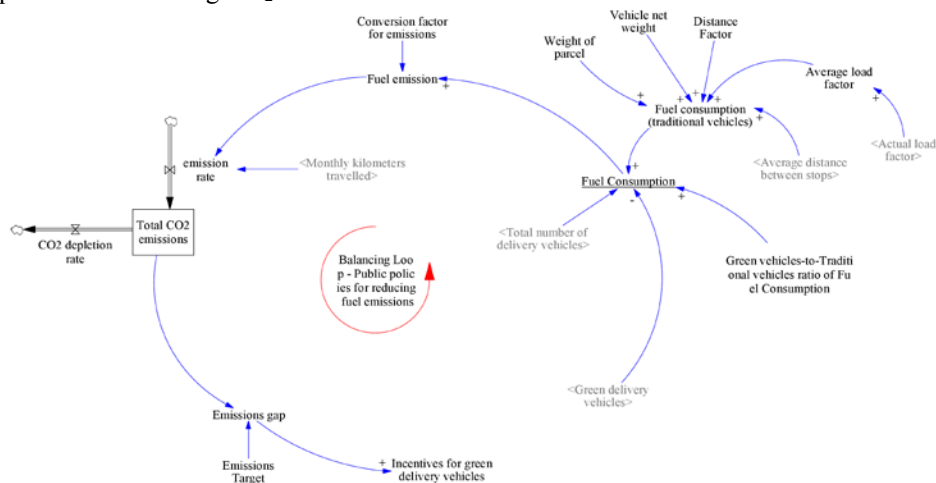 Conversion factor
for emissions
Vehicle net
weight
Distance
Factor
Weight of
parcel
Fuel emission
+
Average load
factor
+
+
+
+
+
Fuel consumption
(traditional vehicles)
+
<Actual load
factor>
emission
rate
<Monthly kilometers
travelled>
<Average distance
between stops>
+
Fuel Consumption
-
+
Total CO2
emissions
CO2 depletion
rate
<Total number of
delivery vehicles>
Balancing Loo
p - Public polic
ies for reducing
fuel emissions
Green vehicles-to-Traditi
onal vehicles ratio of Fu
el Consumption
<Green delivery
vehicles>
Emissions gap
Emissions
Target
+ Incentives for green
delivery vehicles